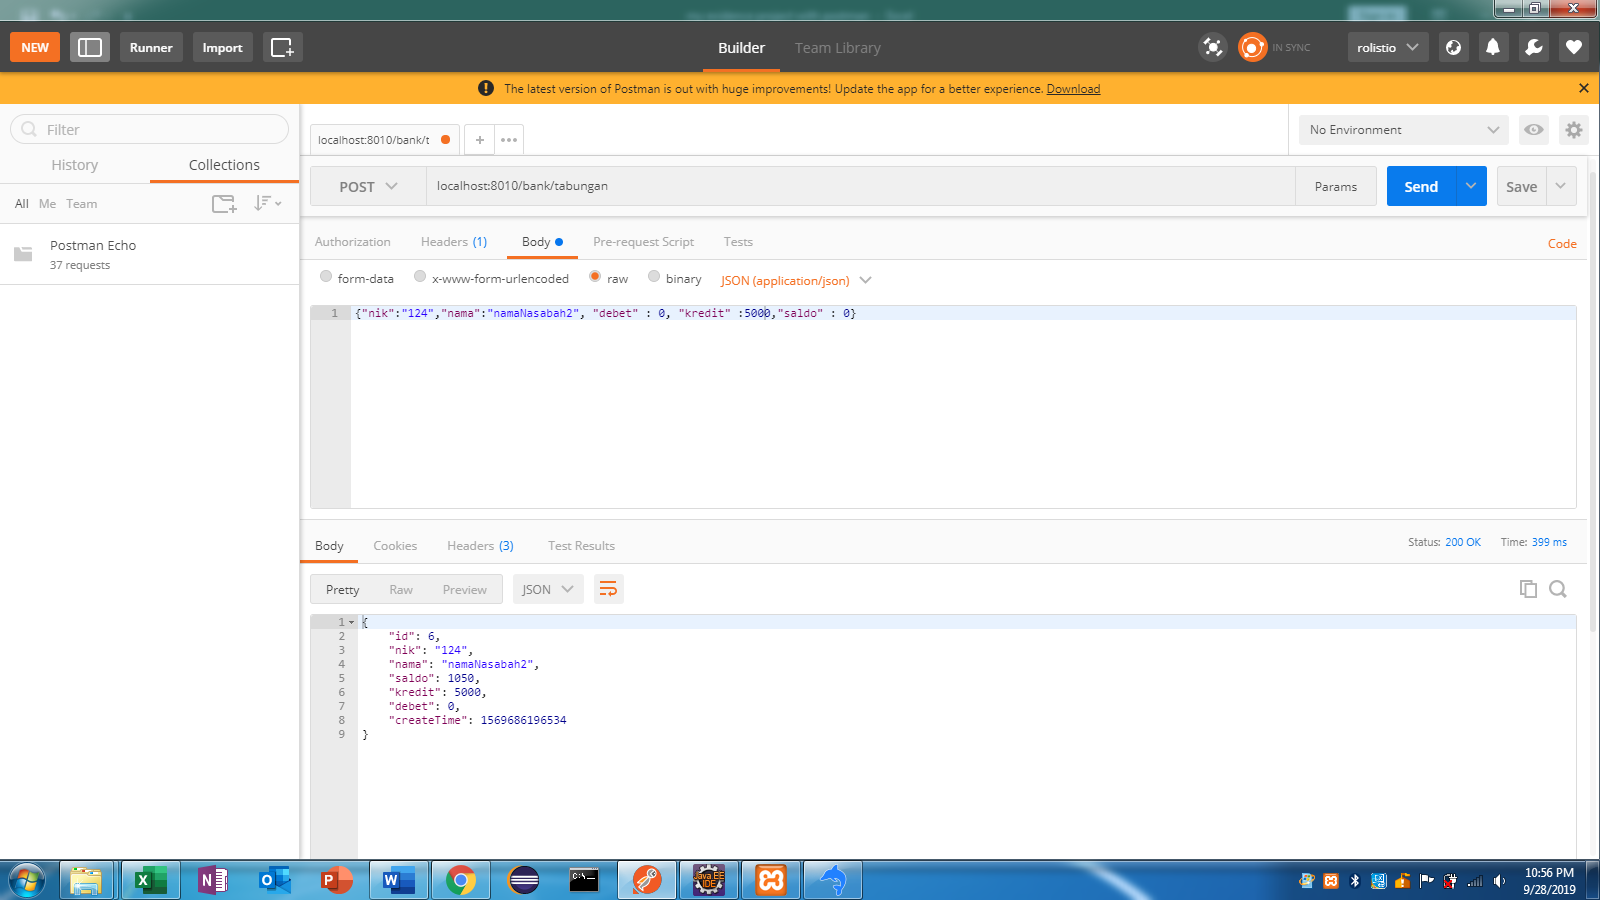 NEW
Runner
Import
Builder
Team Library
IN SYNC
rolistio
The latest version of Postman is out with huge improvements! Update the app for a better experience. Download
Filter
History
Collections
All Me Team
Postman Echo
37 requests
localhost:8010/bank/t
No Environment
POST
localhost:8010/bank/tabungan
Params
Send
Save
Authorization
Headers (1)
Body
Pre-request Script
Tests
Code
form-data
x-www-form-urlencoded
raw
binary
JSON (application/json)
1 {"nik":"124","nama":"namaNasabah2", "debet" : 0, "kredit" :5000,"saldo" : 0}
Body
Cookies
Headers (3)
Test Results
Status: 200 OK
Time: 399 ms
Pretty
Raw
Preview
JSON
1 {
2 "id": 6,
3 "nik": "124",
4 "nama": "namaNasabah2",
5 "saldo": 1050,
6 "kredit": 5000,
7 "debet": 0,
8 "createTime": 1569686196534
9 }
Java EE
IDE
10:56 PM
9/28/2019